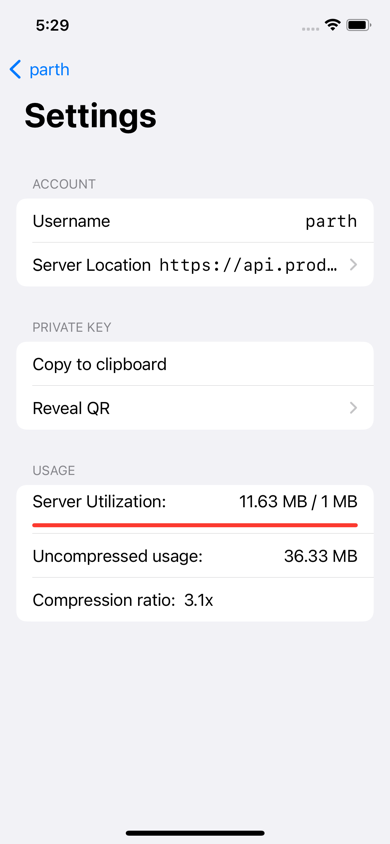 5:29
parth
Settings
ACCOUNT
Username parth
Server Location https://api.prod…
PRIVATE KEY
Copy to clipboard
Reveal QR
USAGE
Server Utilization: 11.63 MB / 1 MB
Uncompressed usage: 36.33 MB
Compression ratio: 3.1x